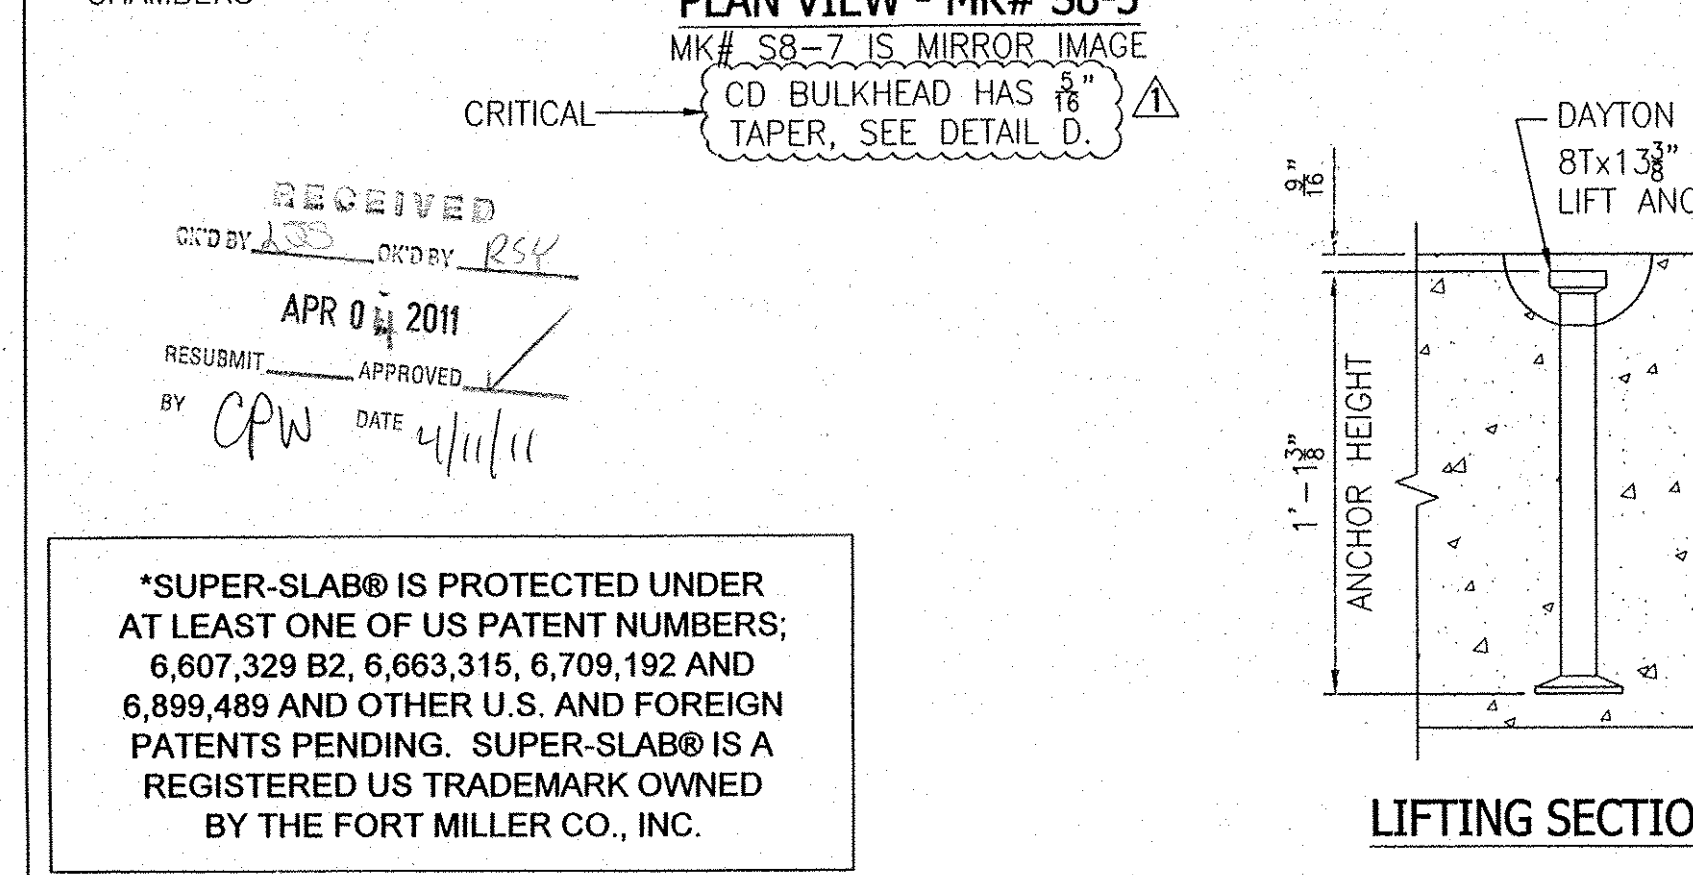 CHAMBERS
PLAN VIEW - MK# S8-5
MK# S8-7 IS MIRROR IMAGE
CRITICAL
CD BULKHEAD HAS 5/16"
TAPER, SEE DETAIL D.
1
RECEIVED
OK'D BY OK'D BY RSY
APR 04 2011
RESUBMIT APPROVED
BY CPW DATE 4/11/11
*SUPER-SLAB® IS PROTECTED UNDER
AT LEAST ONE OF US PATENT NUMBERS;
6,607,329 B2, 6,663,315, 6,709,192 AND
6,899,489 AND OTHER U.S. AND FOREIGN
PATENTS PENDING. SUPER-SLAB® IS A
REGISTERED US TRADEMARK OWNED
BY THE FORT MILLER CO., INC.
DAYTON
8Tx13 3/8"
LIFT ANC
9/16"
1'-1 3/8"
ANCHOR HEIGHT
LIFTING SECTIO